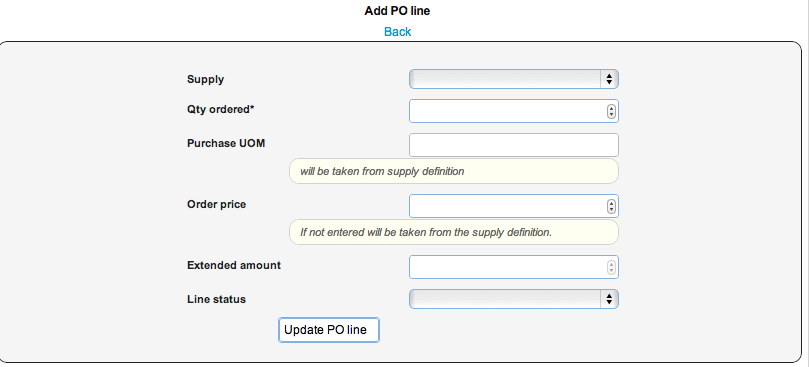 Add PO line
Back
Supply
Qty ordered*
Purchase UOM
will be taken from supply definition
Order price
If not entered will be taken from the supply definition.
Extended amount
Line status
Update PO line